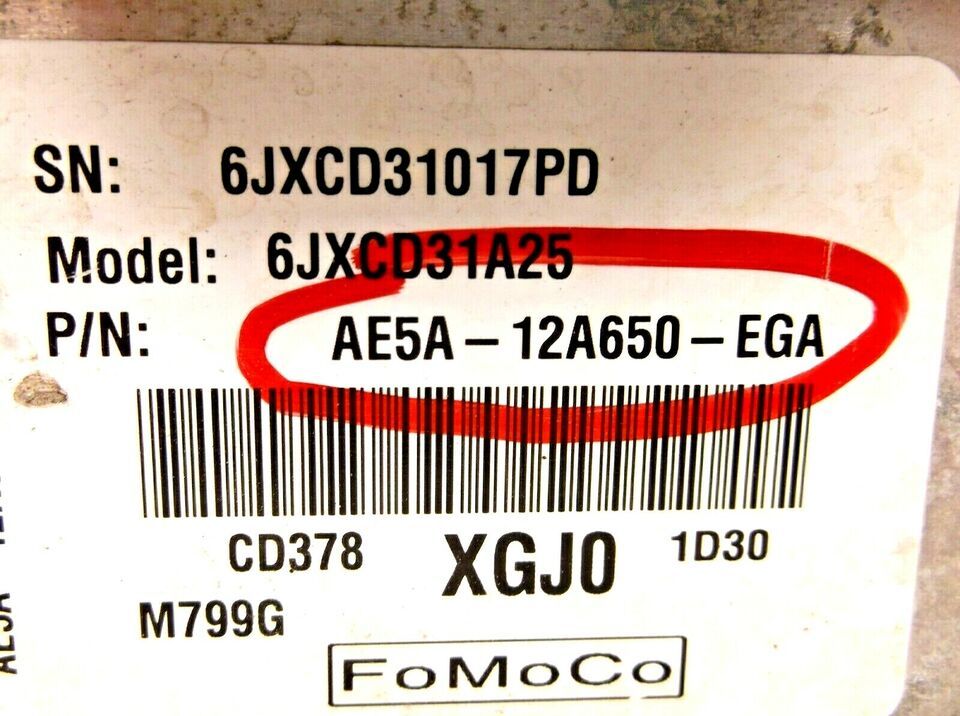 SN: 6JXCD31017PD
Model: 6JXCD31A25
P/N: AE5A-12A650-EGA
CD378 XGJ0 1D30
M799G
FoMoCo